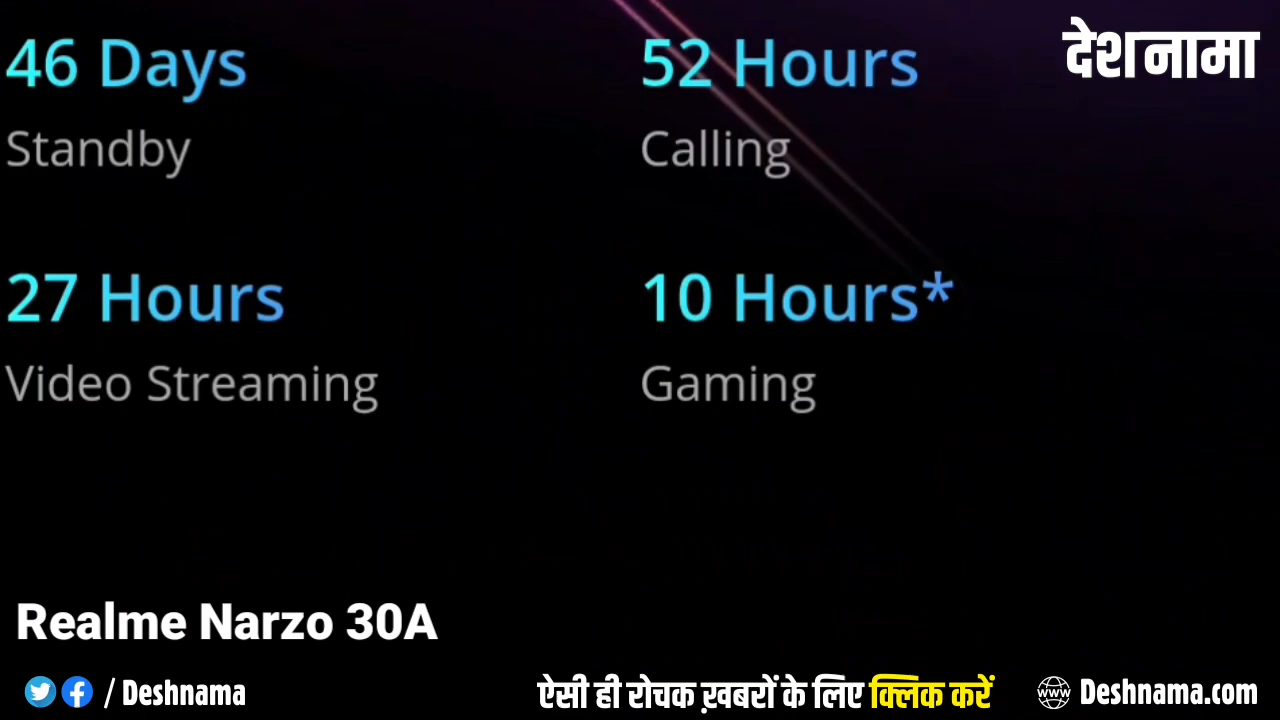 46 Days
Standby
52 Hours
Calling
देशनामा
27 Hours
Video Streaming
10 Hours*
Gaming
Realme Narzo 30A
/ Deshnama
ऐसी ही रोचक ख़बरों के लिए क्लिक करें
www
Deshnama.com